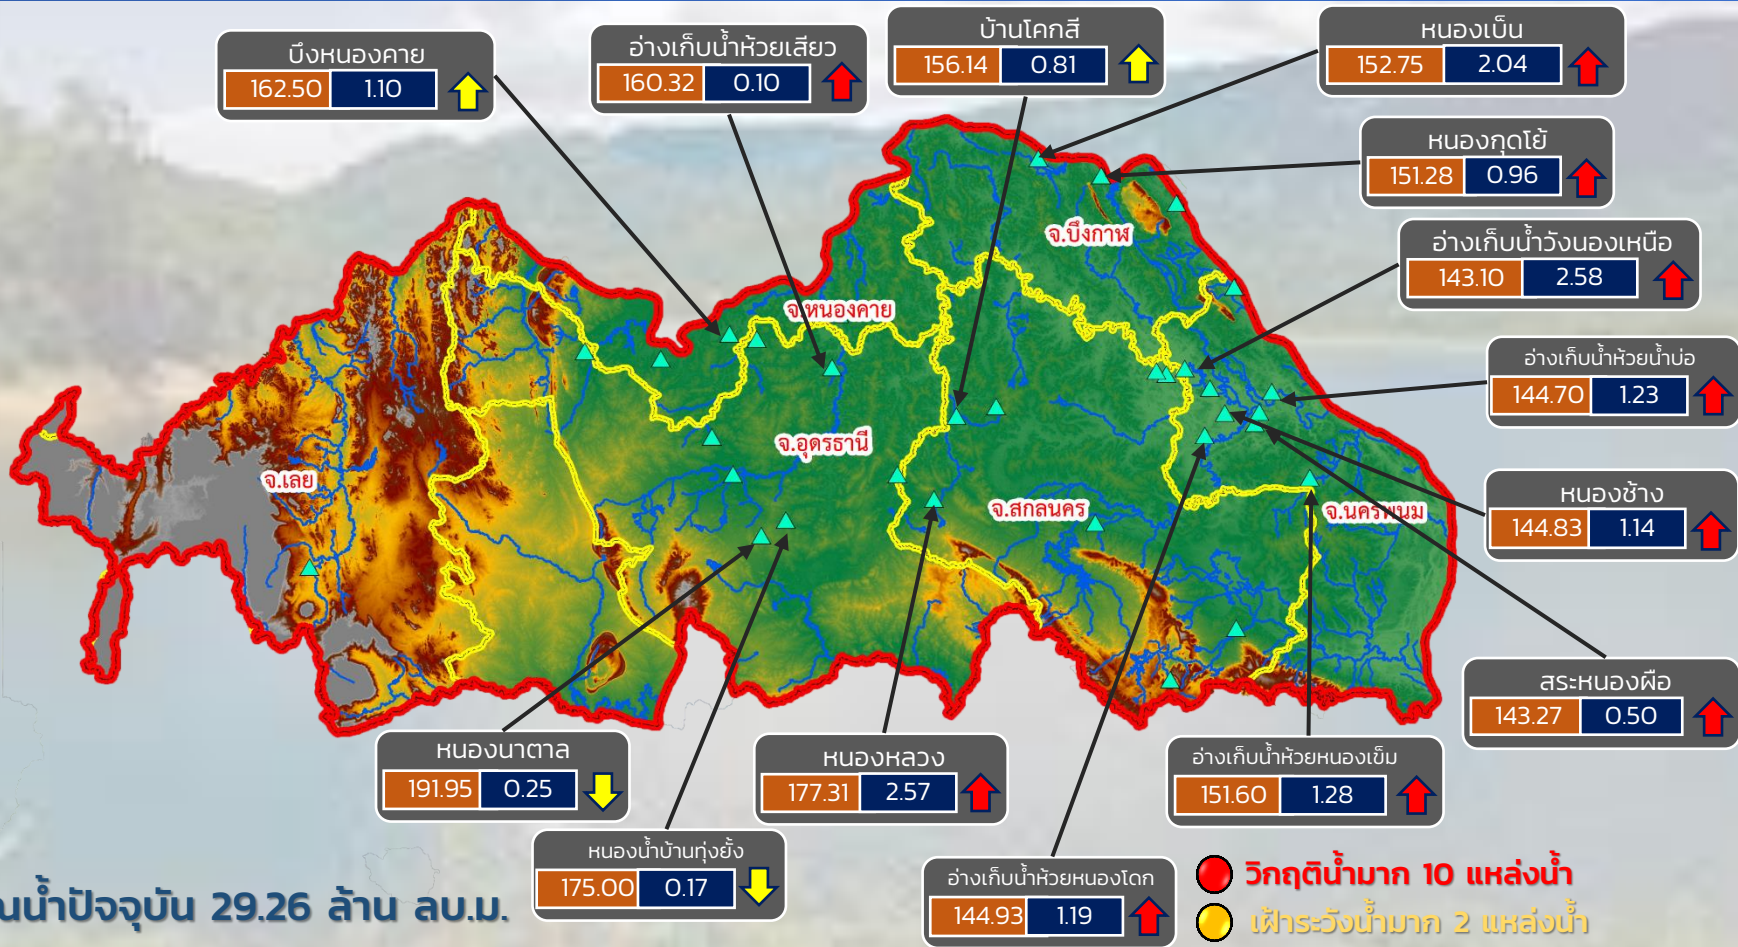 บึงหนองคาย
162.50 1.10
อ่างเก็บน้ำห้วยเสียว
160.32 0.10
บ้านโคกสี
156.14 0.81
หนองเบ็น
152.75 2.04
หนองกุดโย้
151.28 0.96
อ่างเก็บน้ำวังนองเหนือ
143.10 2.58
อ่างเก็บน้ำห้วยน้ำบ่อ
144.70 1.23
หนองช้าง
144.83 1.14
สระหนองผือ
143.27 0.50
จ.บึงกาฬ
จ.หนองคาย
จ.อุดรธานี
จ.เลย
จ.สกลนคร
จ.นครพนม
หนองนาตาล
191.95 0.25
หนองหลวง
177.31 2.57
อ่างเก็บน้ำห้วยหนองเข็ม
151.60 1.28
หนองน้ำบ้านทุ่งยั้ง
175.00 0.17
อ่างเก็บน้ำห้วยหนองโดก
144.93 1.19
วิกฤติน้ำมาก 10 แหล่งน้ำ
เฝ้าระวังน้ำมาก 2 แหล่งน้ำ
ณน้ำปัจจุบัน 29.26 ล้าน ลบ.ม.